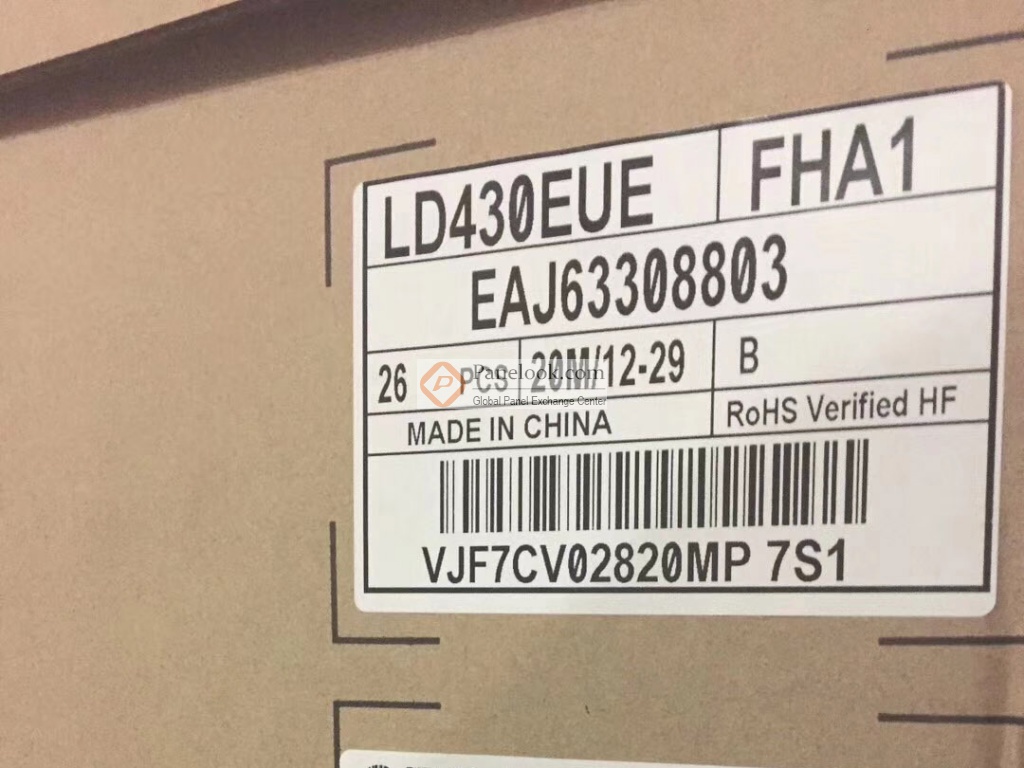 LD430EUE FHA1
EAJ63308803
26 PCS 20M/12-29 B
Panelook.com
Global Panel Exchange Center
MADE IN CHINA RoHS Verified HF
VJF7CV02820MP 7S1